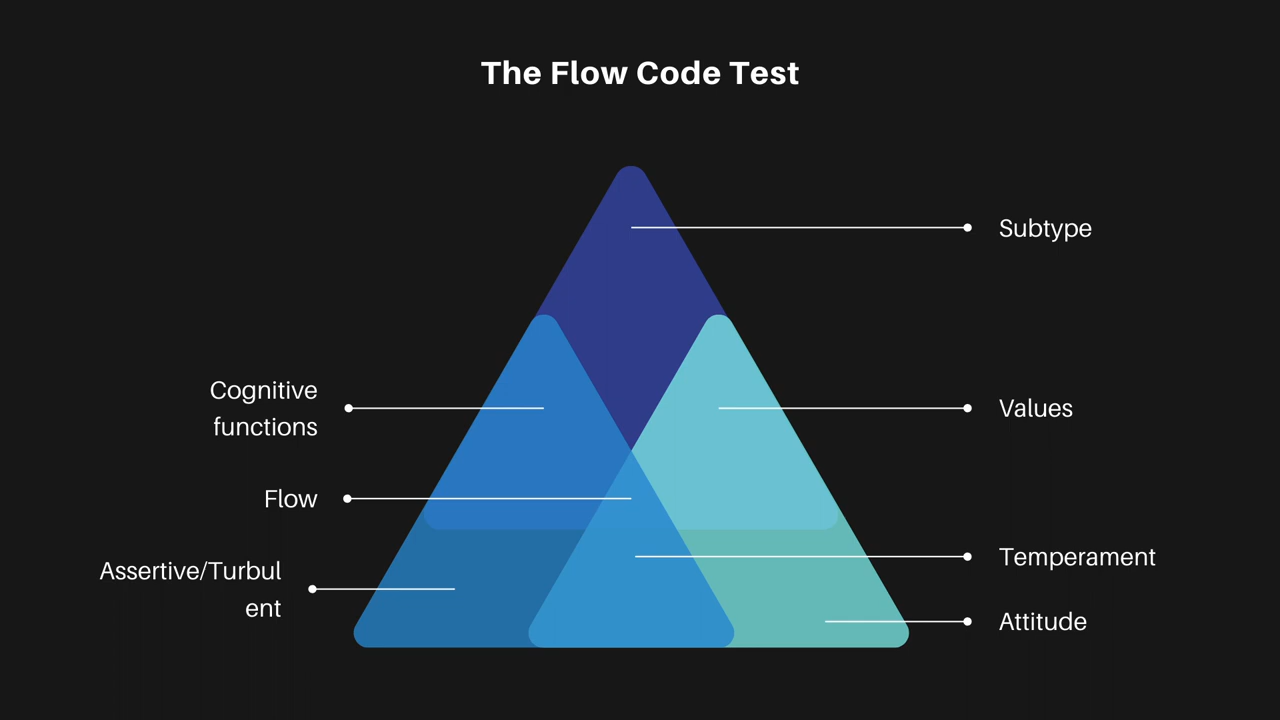 The Flow Code Test
Subtype
Cognitive
functions
Values
Flow
Assertive/Turbul
ent
Temperament
Attitude